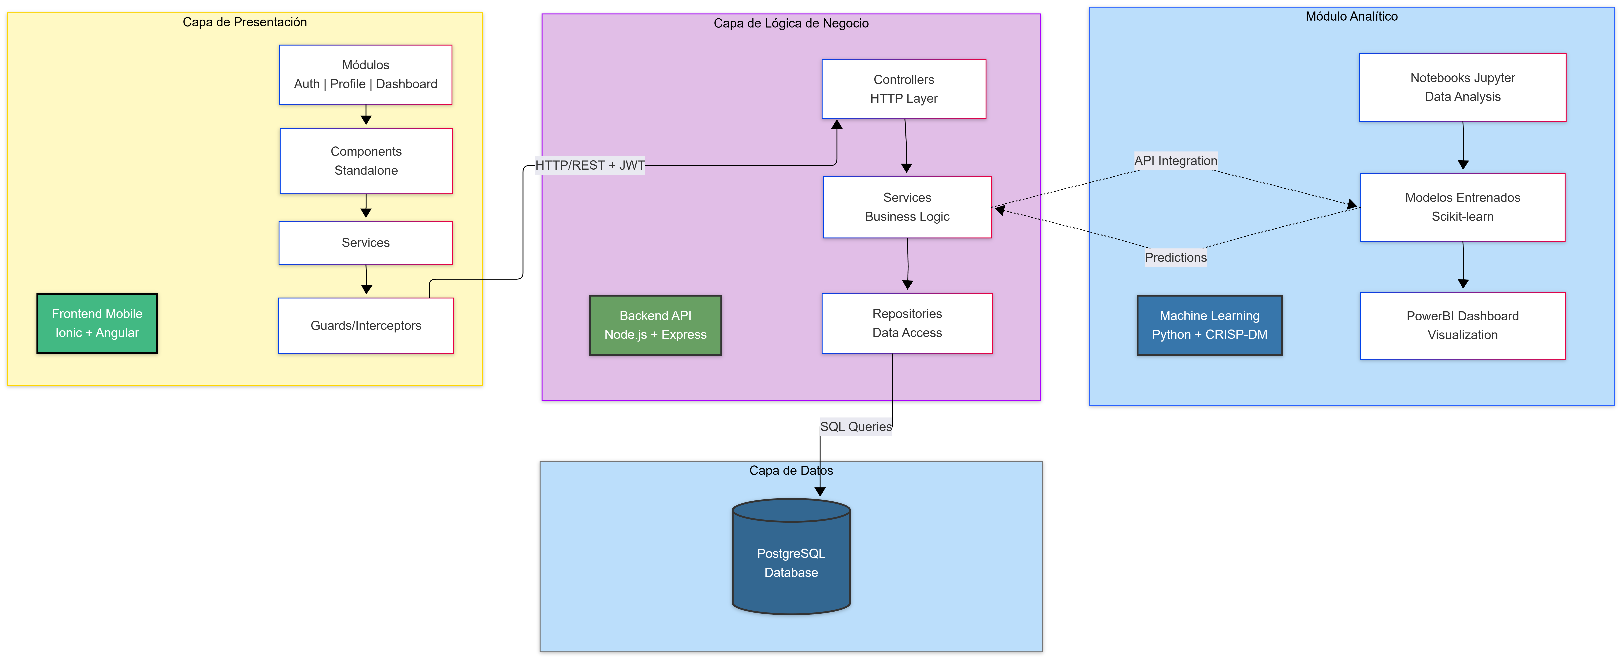 Capa de Presentación
Módulos
Auth | Profile | Dashboard
Components
Standalone
Services
Guards/Interceptors
Frontend Mobile
Ionic + Angular
HTTP/REST + JWT
Capa de Lógica de Negocio
Controllers
HTTP Layer
Services
Business Logic
Repositories
Data Access
Backend API
Node.js + Express
API Integration
Predictions
Módulo Analítico
Notebooks Jupyter
Data Analysis
Modelos Entrenados
Scikit-learn
PowerBI Dashboard
Visualization
Machine Learning
Python + CRISP-DM
SQL Queries
Capa de Datos
PostgreSQL
Database